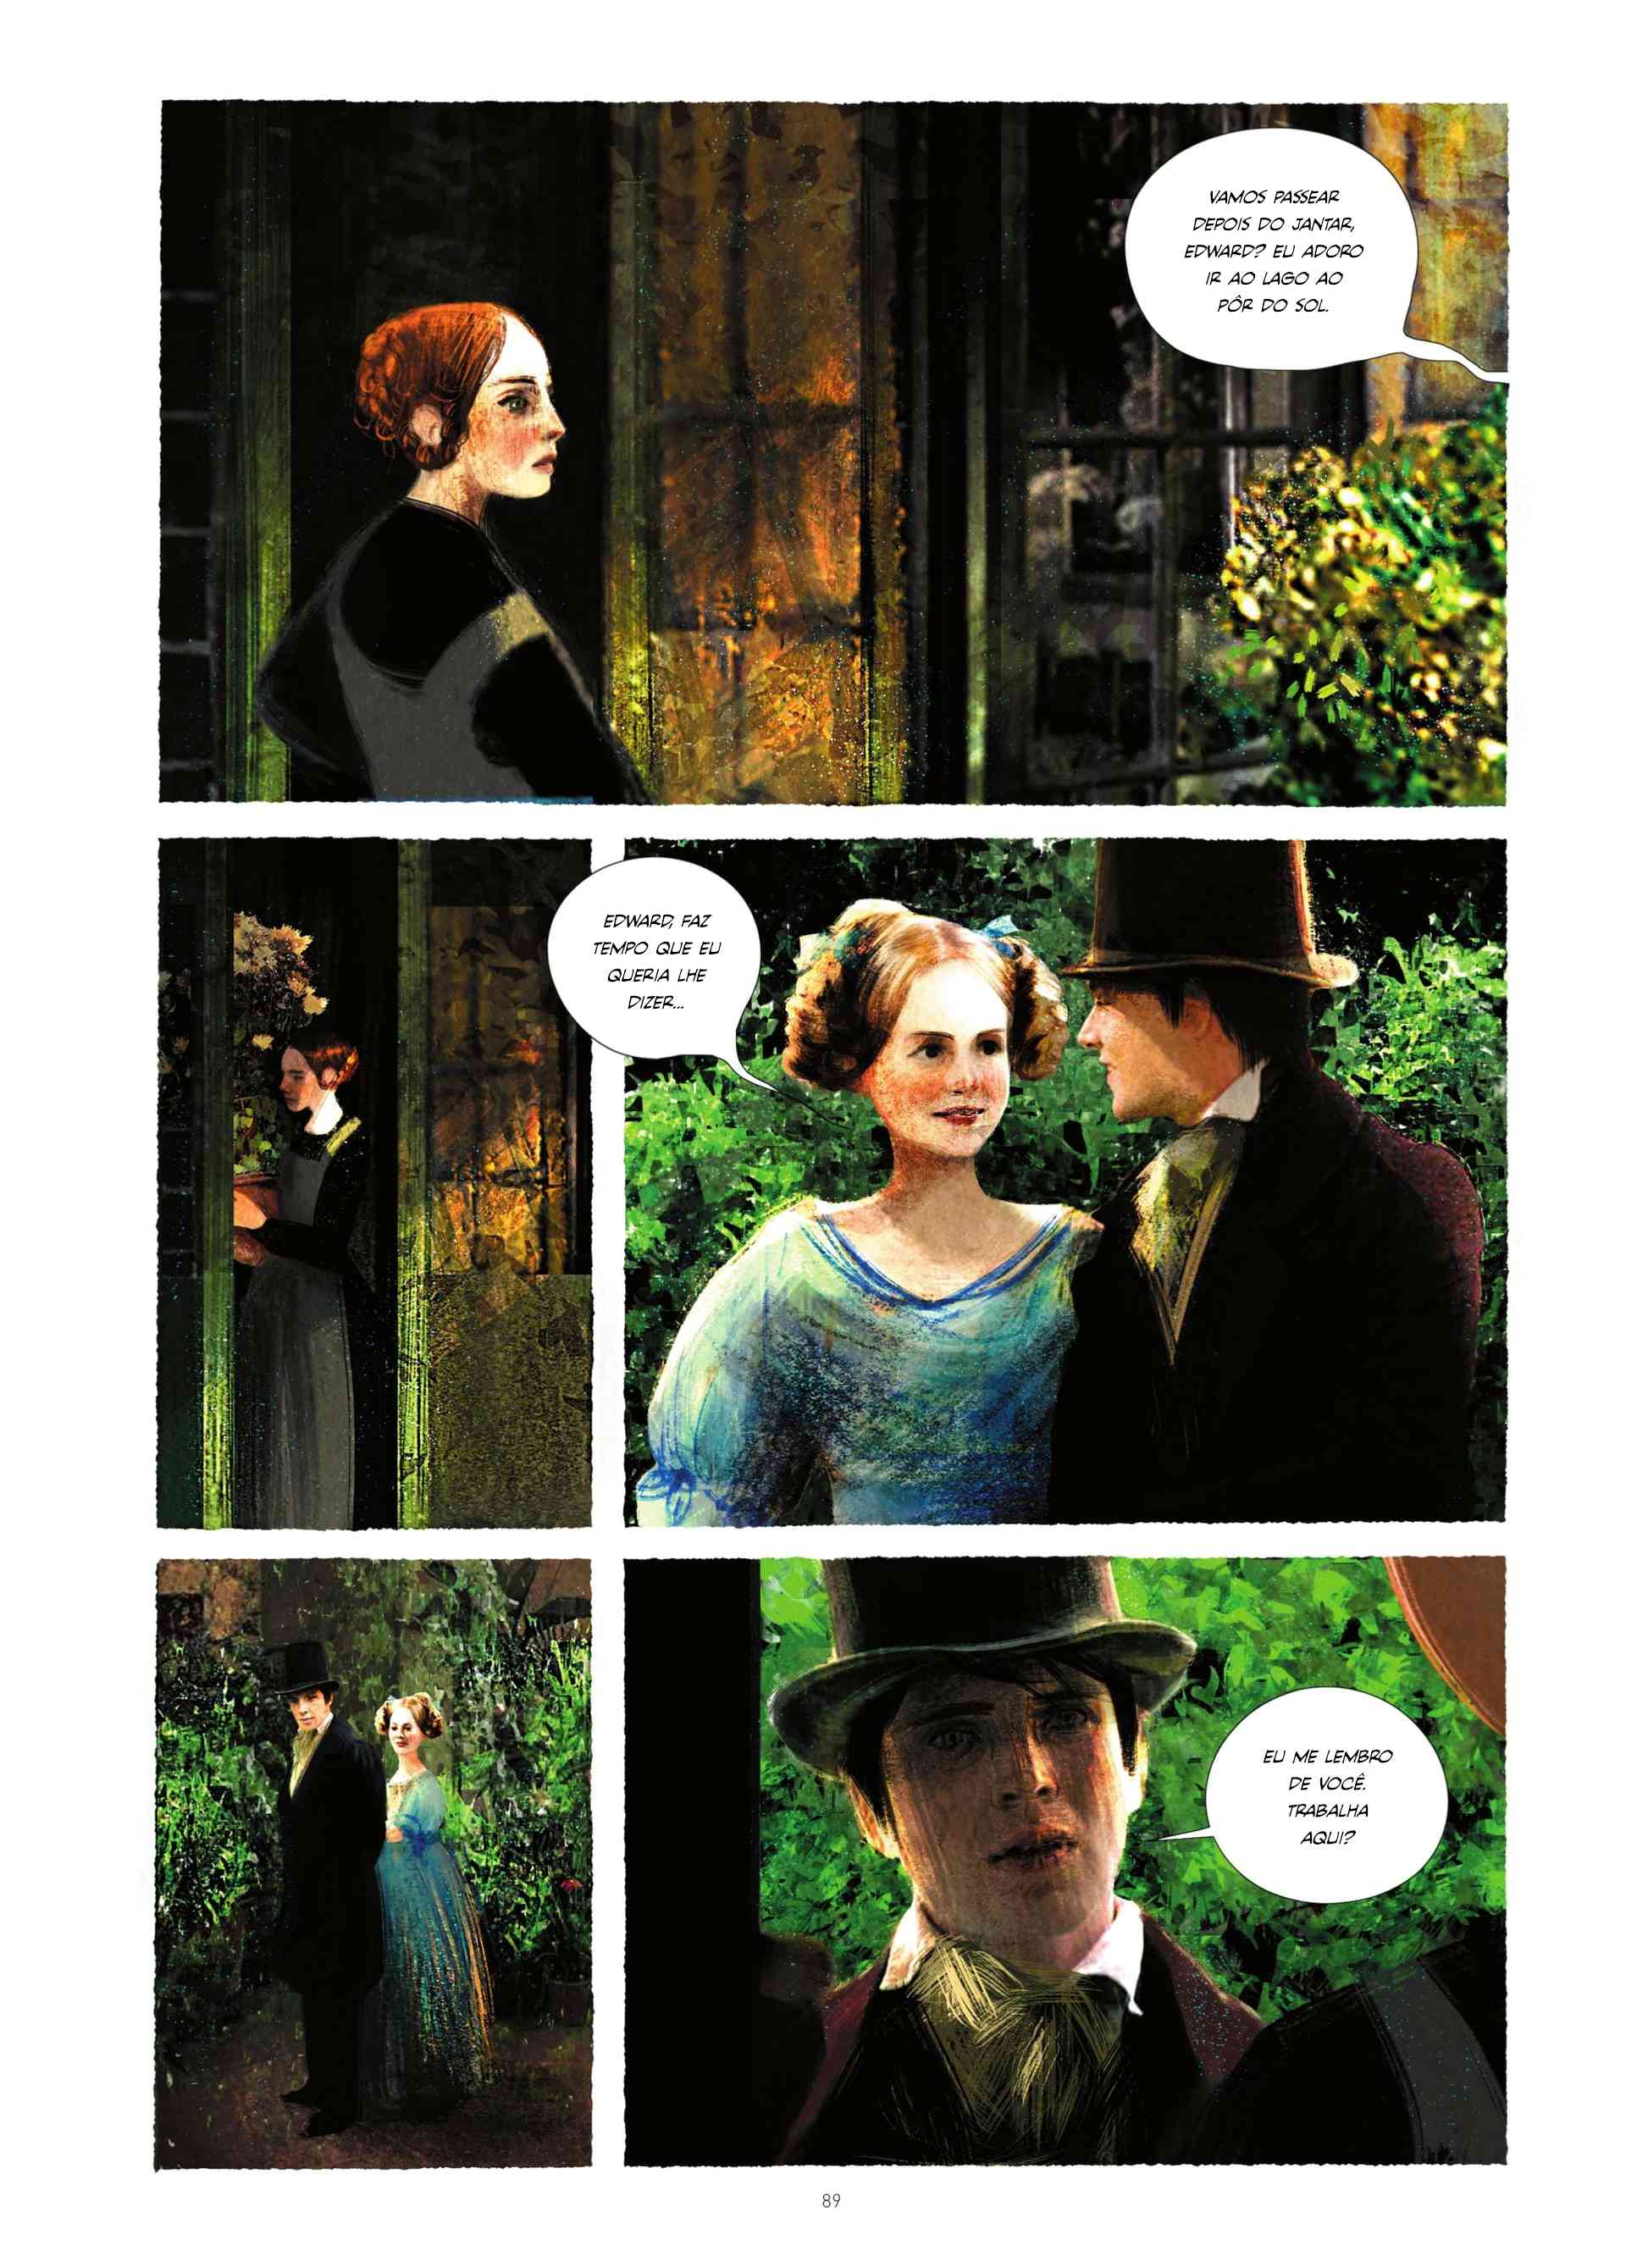 VAMOS PASSEAR
DEPOIS DO JANTAR,
EDWARD? EU ADORO
IR AO LAGO AO
PÔR DO SOL.
EDWARD, FAZ
TEMPO QUE EU
QUERIA LHE
DIZER...
EU ME LEMBRO
DE VOCÊ.
TRABALHA
AQUI?
89